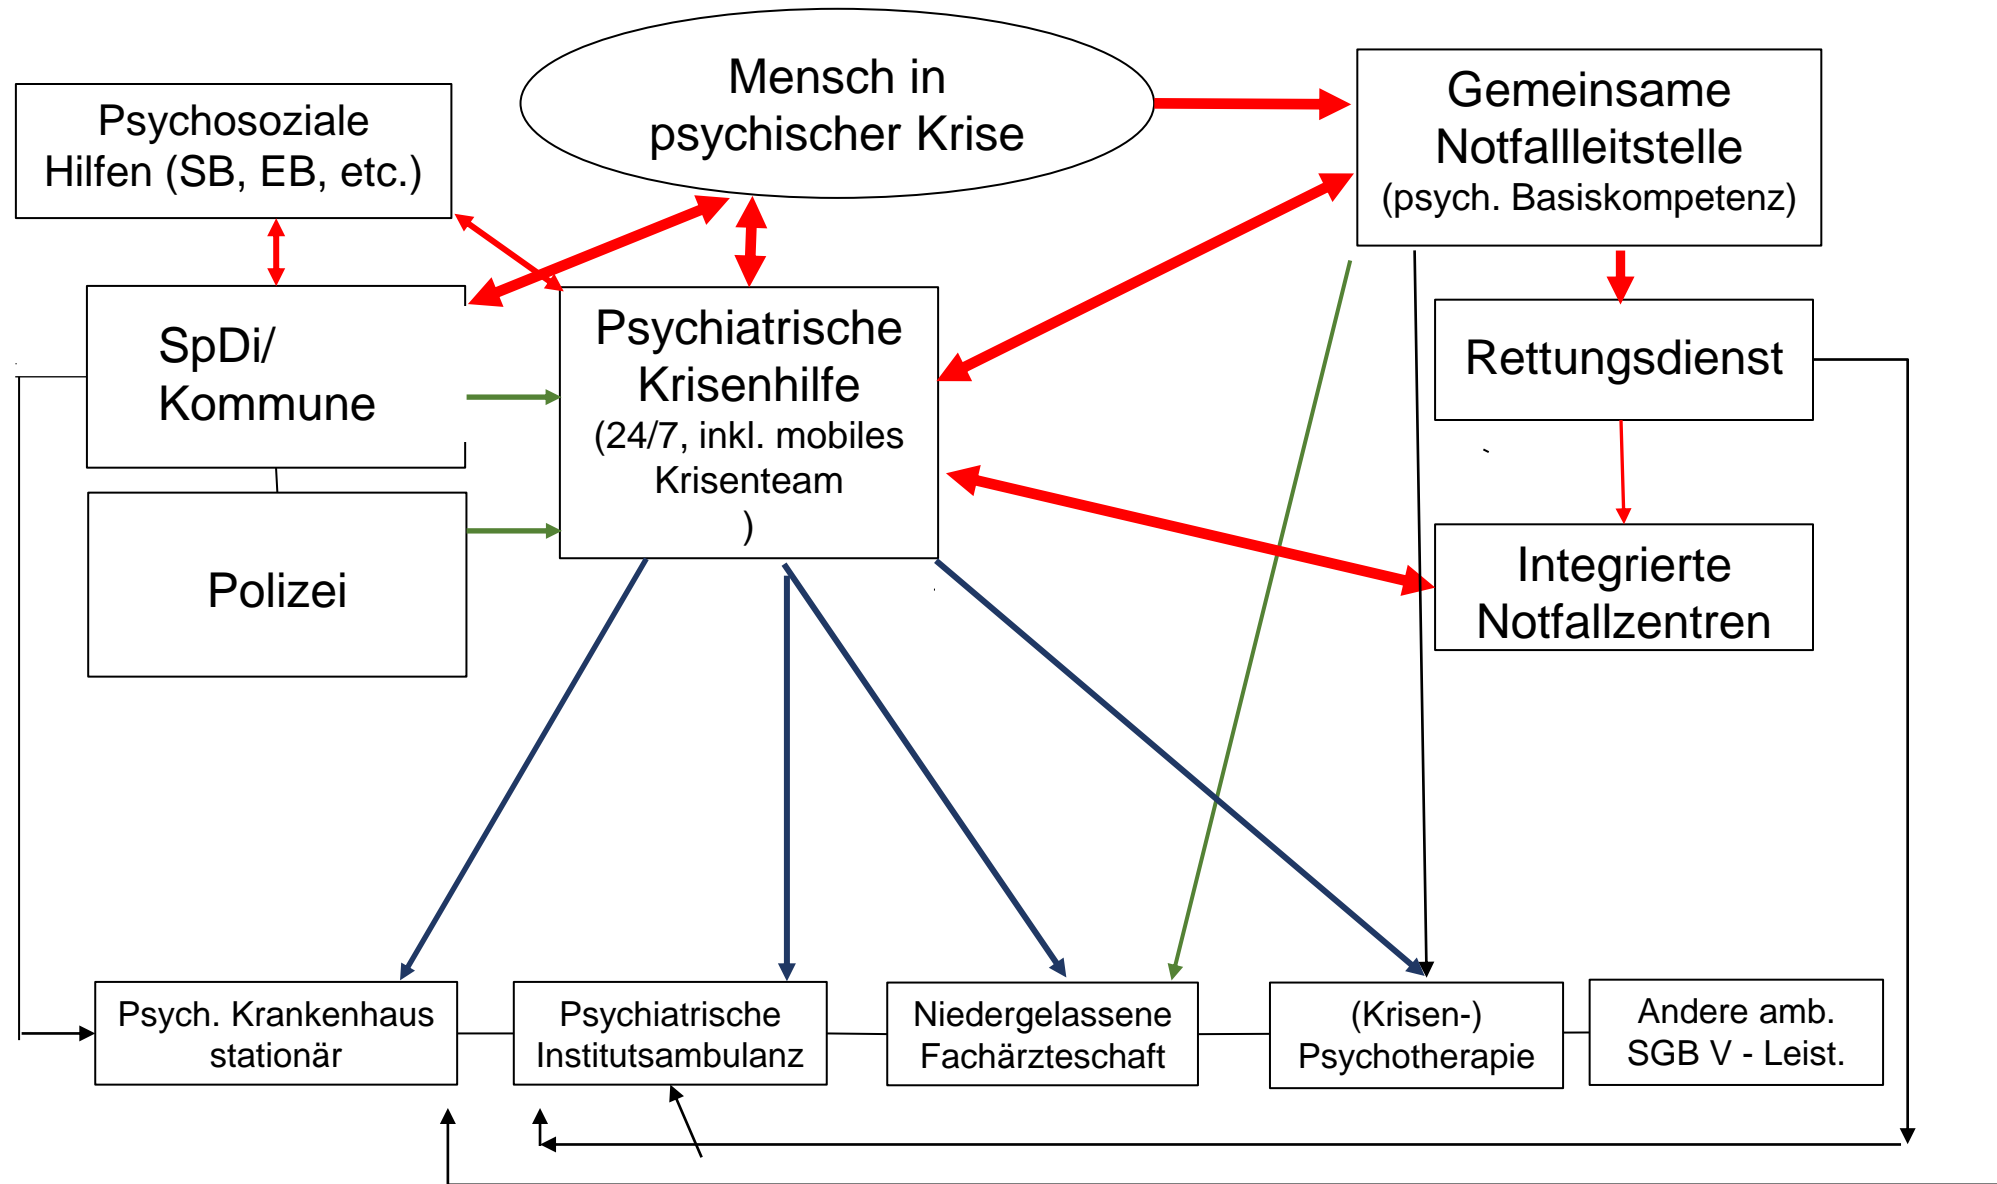 Mensch in
psychischer Krise
Gemeinsame
Notfallleitstelle
(psych. Basiskompetenz)
Psychosoziale
Hilfen (SB, EB, etc.)
SpDi/
Kommune
Psychiatrische
Krisenhilfe
(24/7, inkl. mobiles
Krisenteam
)
Rettungsdienst
Polizei
Integrierte
Notfallzentren
Psych. Krankenhaus
stationär
Psychiatrische
Institutsambulanz
Niedergelassene
Fachärzteschaft
(Krisen-)
Psychotherapie
Andere amb.
SGB V - Leist.